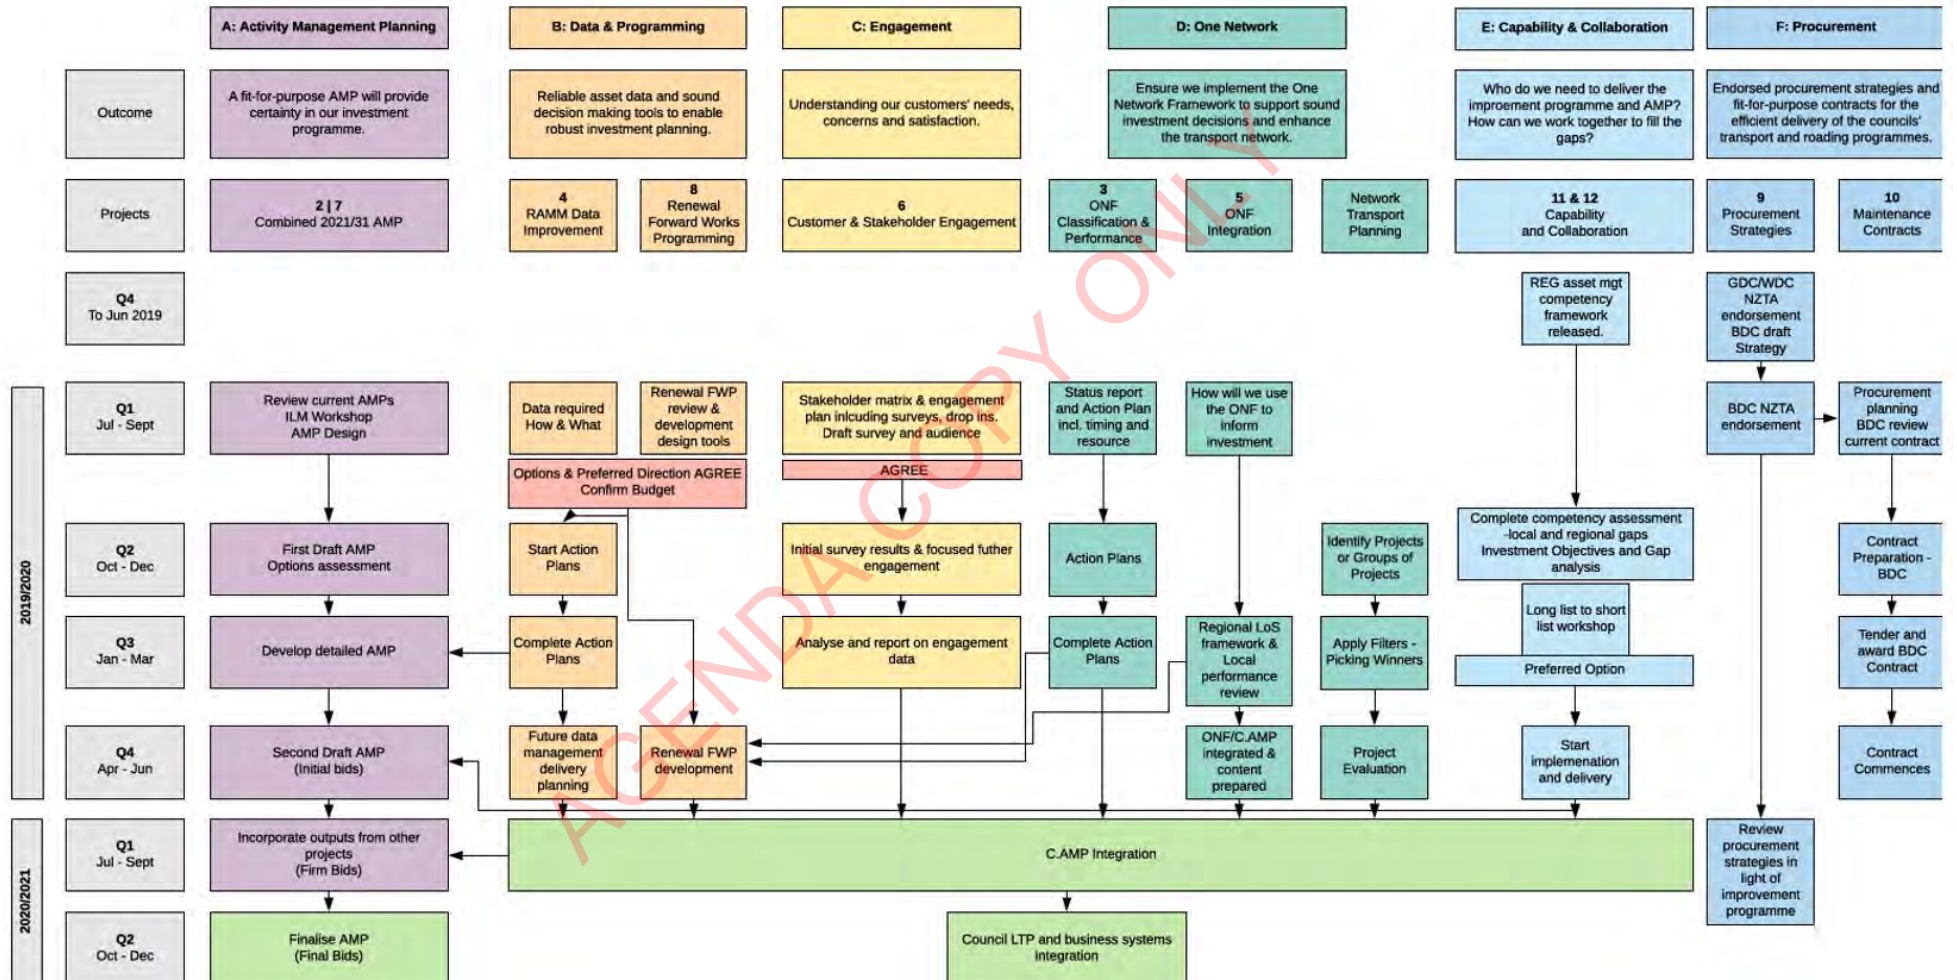 A: Activity Management Planning
B: Data & Programming
C: Engagement
D: One Network
E: Capability & Collaboration
F: Procurement
Outcome
A fit-for-purpose AMP will provide
certainty in our investment
programme.
Reliable asset data and sound
decision making tools to enable
robust investment planning.
Understanding our customers' needs,
concerns and satisfaction.
Ensure we implement the One
Network Framework to support sound
investment decisions and enhance
the transport network.
Who do we need to deliver the
improement programme and AMP?
How can we work together to fill the
gaps?
Endorsed procurement strategies and
fit-for-purpose contracts for the
efficient delivery of the councils'
transport and roading programmes.
Projects
2 | 7
Combined 2021/31 AMP
4
RAMM Data
Improvement
8
Renewal
Forward Works
Programming
6
Customer & Stakeholder Engagement
3
ONF
Classification &
Performance
5
ONF
Integration
Network
Transport
Planning
11 & 12
Capability
and Collaboration
9
Procurement
Strategies
10
Maintenance
Contracts
Q4
To Jun 2019
REG asset mgt
competency
framework
released.
GDC/WDC
NZTA
endorsement
BDC draft
Strategy
2019/2020
Q1
Jul - Sept
Review current AMPs
ILM Workshop
AMP Design
Data required
How & What
Renewal FWP
review &
development
design tools
Stakeholder matrix & engagement
plan inlcuding surveys, drop ins.
Draft survey and audience
Status report
and Action Plan
incl. timing and
resource
How will we use
the ONF to
inform
investment
BDC NZTA
endorsement
Procurement
planning
BDC review
current contract
Options & Preferred Direction AGREE
Confirm Budget
AGREE
Q2
Oct - Dec
First Draft AMP
Options assessment
Start Action
Plans
Initial survey results & focused futher
engagement
Action Plans
Identify Projects
or Groups of
Projects
Complete competency assessment
-local and regional gaps
Investment Objectives and Gap
analysis
Contract
Preparation -
BDC
Long list to short
list workshop
Q3
Jan - Mar
Develop detailed AMP
Complete Action
Plans
Analyse and report on engagement
data
Complete Action
Plans
Regional LoS
framework &
Local
performance
review
Apply Filters -
Picking Winners
Preferred Option
Tender and
award BDC
Contract
Q4
Apr - Jun
Second Draft AMP
(Initial bids)
Future data
management
delivery
planning
Renewal FWP
development
ONF/C.AMP
integrated &
content
prepared
Project
Evaluation
Start
implemenation
and delivery
Contract
Commences
2020/2021
Q1
Jul - Sept
Incorporate outputs from other
projects
(Firm Bids)
C.AMP Integration
Review
procurement
strategies in
light of
improvement
programme
Q2
Oct - Dec
Finalise AMP
(Final Bids)
Council LTP and business systems
integration
AGENDA COPY ONLY